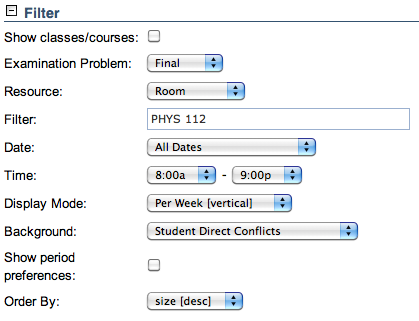 Filter
Show classes/courses:
Examination Problem: Final
Resource: Room
Filter: PHYS 112
Date: All Dates
Time: 8:00a - 9:00p
Display Mode: Per Week [vertical]
Background: Student Direct Conflicts
Show period
preferences:
Order By: size [desc]